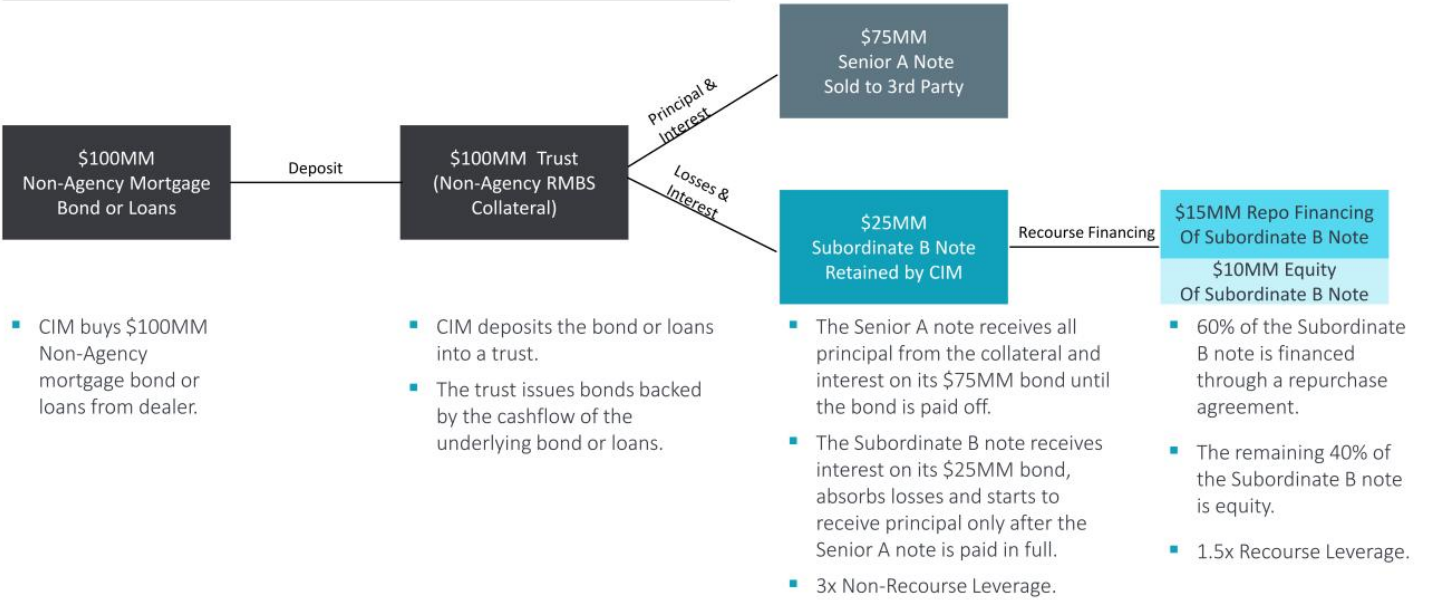 $100MM
Non-Agency Mortgage
Bond or Loans
Deposit
$100MM Trust
(Non-Agency RMBS
Collateral)
Principal &
Interest
Losses &
Interest
$75MM
Senior A Note
Sold to 3rd Party
$25MM
Subordinate B Note
Retained by CIM
Recourse Financing
$15MM Repo Financing
Of Subordinate B Note
$10MM Equity
Of Subordinate B Note
▪ CIM buys $100MM
Non-Agency
mortgage bond or
loans from dealer.
▪ CIM deposits the bond or loans
into a trust.
▪ The trust issues bonds backed
by the cashflow of the
underlying bond or loans.
▪ The Senior A note receives all
principal from the collateral and
interest on its $75MM bond until
the bond is paid off.
▪ The Subordinate B note receives
interest on its $25MM bond,
absorbs losses and starts to
receive principal only after the
Senior A note is paid in full.
▪ 3x Non-Recourse Leverage.
▪ 60% of the Subordinate
B note is financed
through a repurchase
agreement.
▪ The remaining 40% of
the Subordinate B note
is equity.
▪ 1.5x Recourse Leverage.